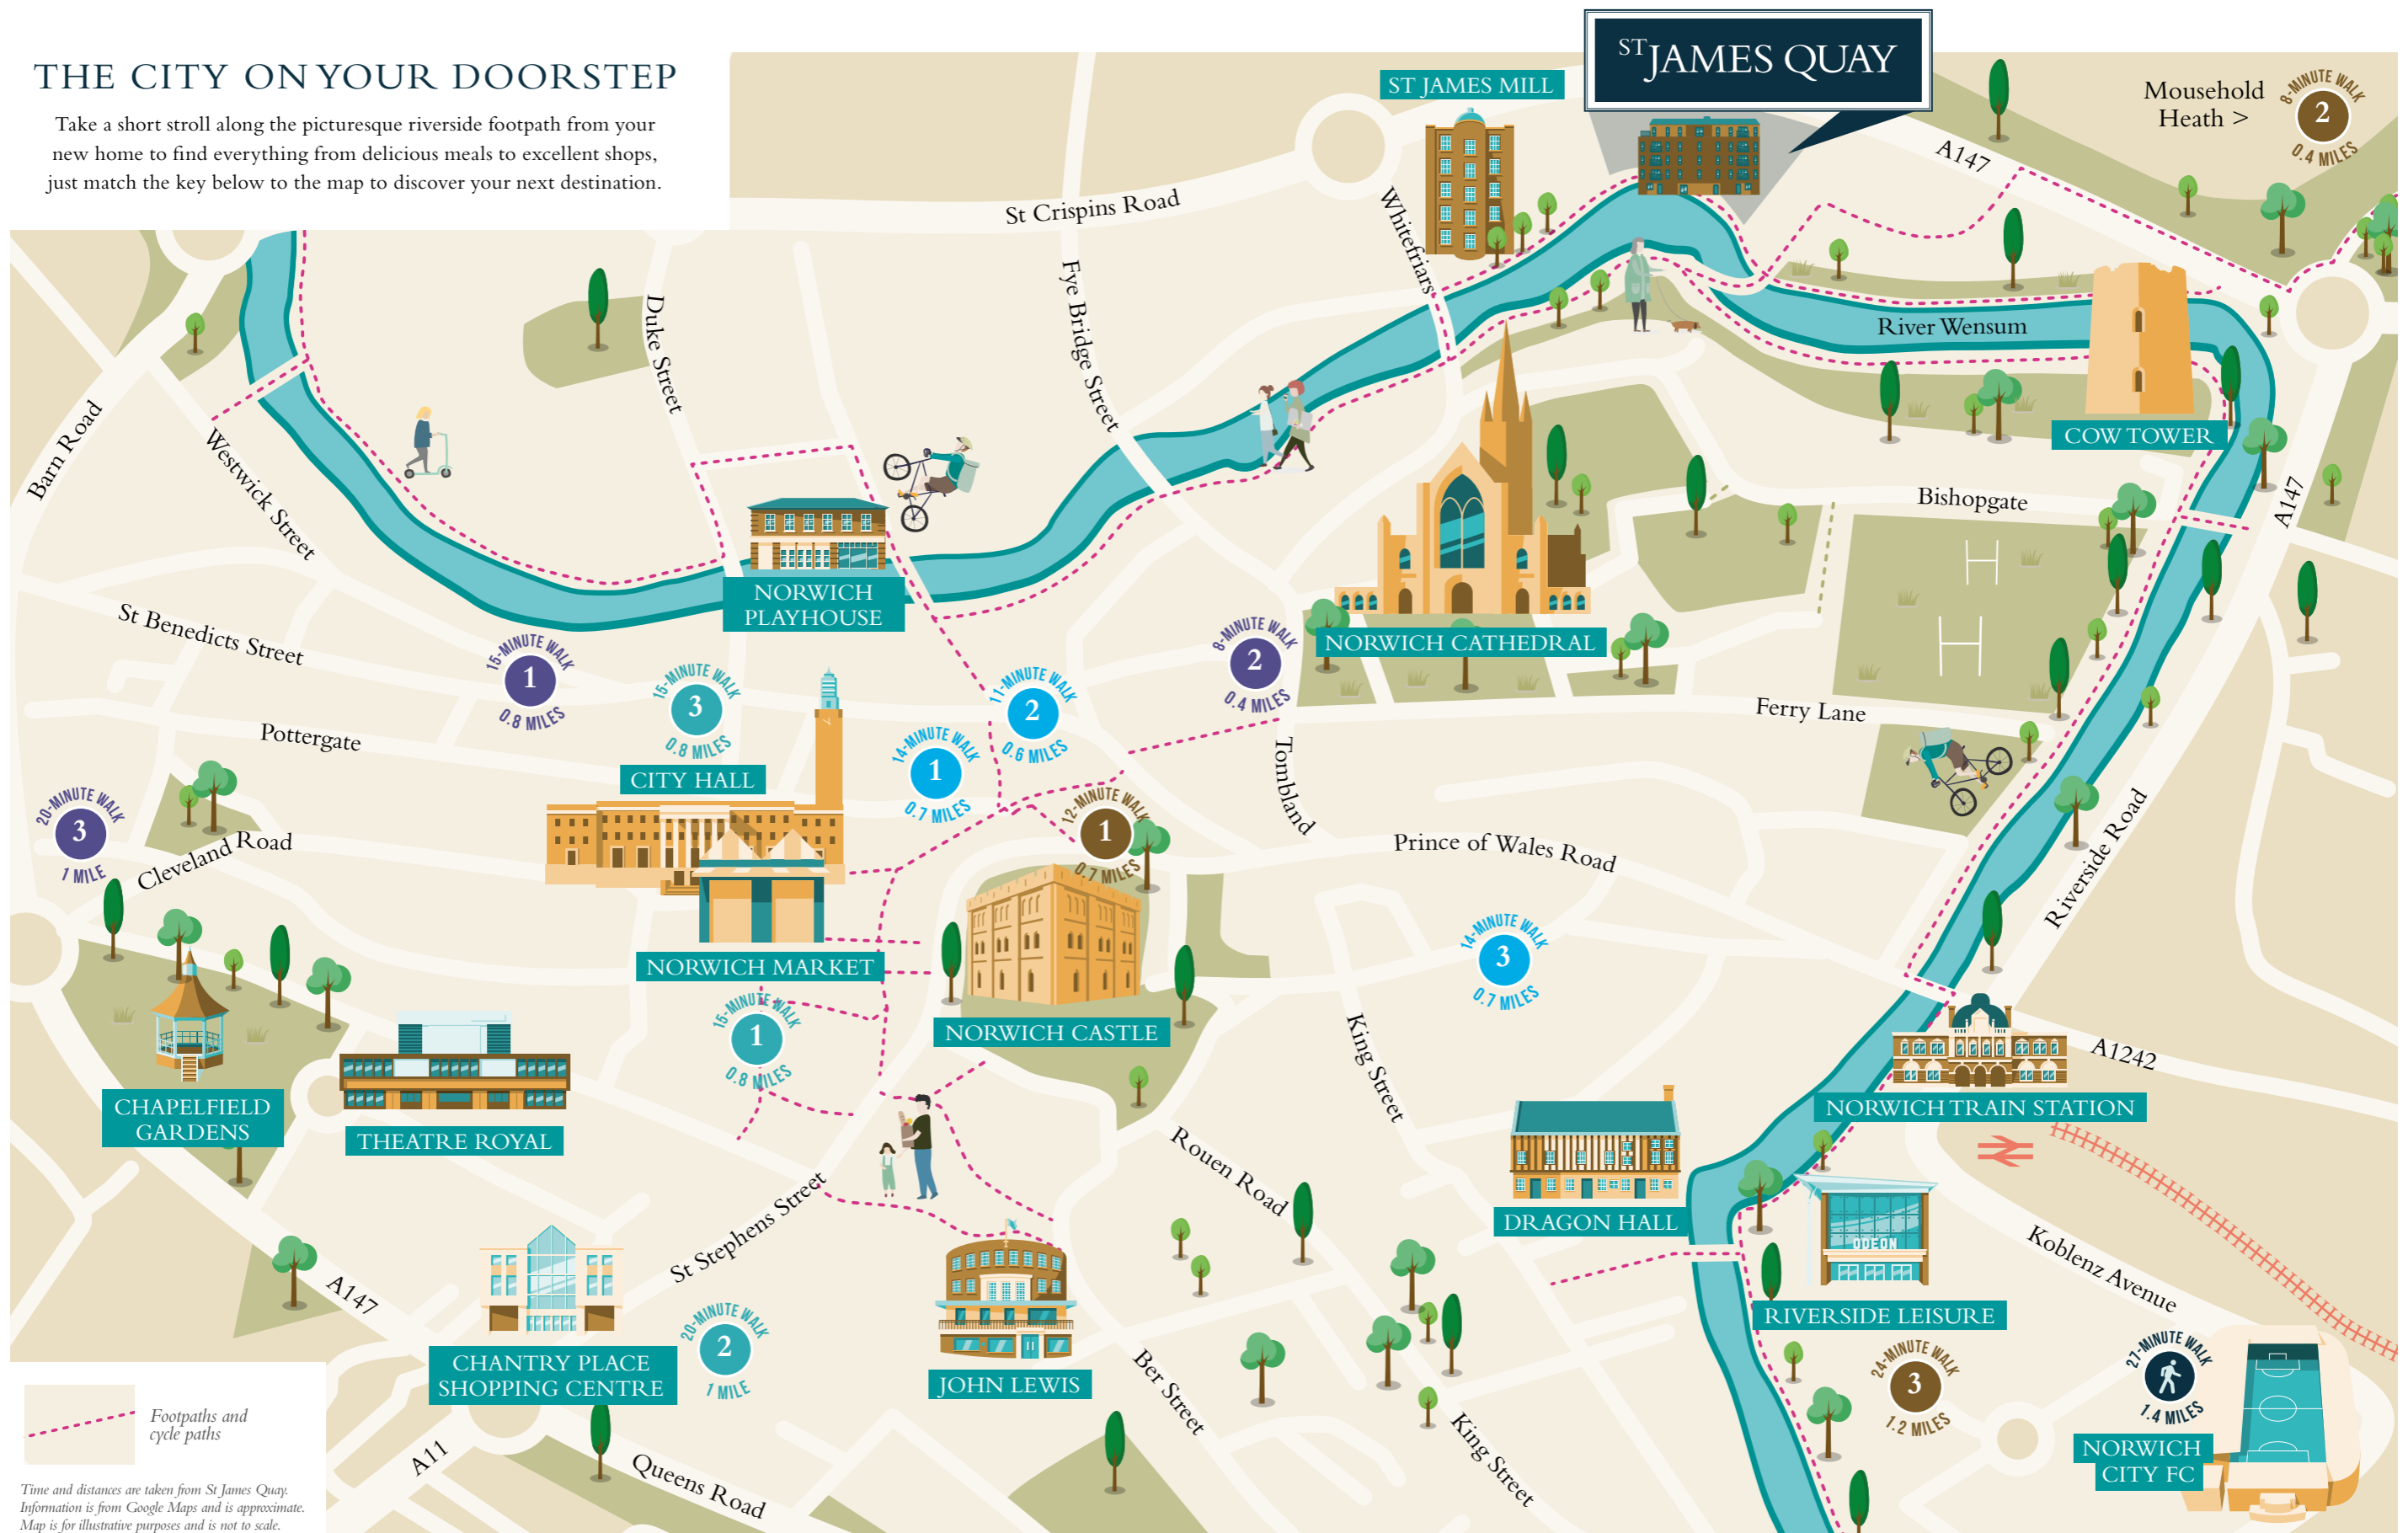 THE CITY ON YOUR DOORSTEP
Take a short stroll along the picturesque riverside footpath from your
new home to find everything from delicious meals to excellent shops,
just match the key below to the map to discover your next destination.
ST JAMES QUAY
ST JAMES MILL
Mousehold
Heath >
8-MINUTE WALK
2
0.4 MILES
A147
St Crispins Road
Whitefriars
Fye Bridge Street
Duke Street
River Wensum
COW TOWER
Barn Road
Westwick Street
Bishopgate
A147
NORWICH
PLAYHOUSE
St Benedicts Street
15-MINUTE WALK
1
0.8 MILES
15-MINUTE WALK
3
0.8 MILES
11-MINUTE WALK
2
0.6 MILES
8-MINUTE WALK
2
0.4 MILES
NORWICH CATHEDRAL
Ferry Lane
Pottergate
CITY HALL
14-MINUTE WALK
1
0.7 MILES
Tombland
20-MINUTE WALK
3
1 MILE
Cleveland Road
12-MINUTE WALK
1
0.7 MILES
Prince of Wales Road
Riverside Road
NORWICH MARKET
14-MINUTE WALK
3
0.7 MILES
15-MINUTE WALK
1
0.8 MILES
NORWICH CASTLE
King Street
A1242
CHAPELFIELD
GARDENS
THEATRE ROYAL
NORWICH TRAIN STATION
Rouen Road
DRAGON HALL
St Stephens Street
ODEON
Koblenz Avenue
A147
RIVERSIDE LEISURE
CHANTRY PLACE
SHOPPING CENTRE
20-MINUTE WALK
2
1 MILE
JOHN LEWIS
Ber Street
King Street
24-MINUTE WALK
3
1.2 MILES
27-MINUTE WALK
1.4 MILES
NORWICH
CITY FC
Footpaths and
cycle paths
A11
Queens Road
Time and distances are taken from St James Quay.
Information is from Google Maps and is approximate.
Map is for illustrative purposes and is not to scale.